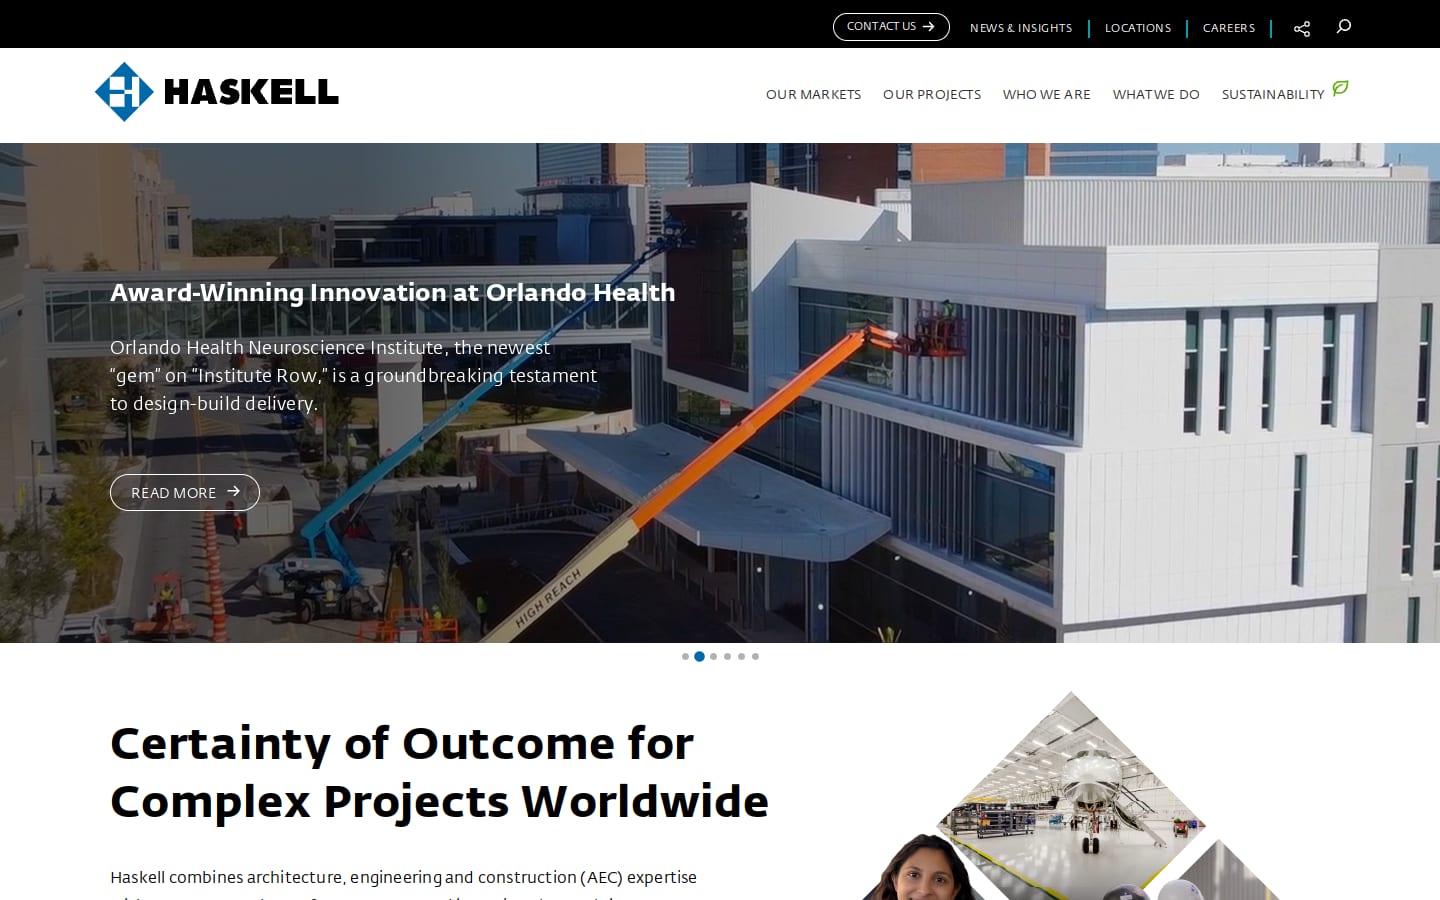 CONTACT US
NEWS & INSIGHTS
LOCATIONS
CAREERS
HASKELL
OUR MARKETS
OUR PROJECTS
WHO WE ARE
WHAT WE DO
SUSTAINABILITY
Award-Winning Innovation at Orlando Health
Orlando Health Neuroscience Institute, the newest
“gem” on “Institute Row,” is a groundbreaking testament
to design-build delivery.
READ MORE
HIGH REACH
Certainty of Outcome for
Complex Projects Worldwide
Haskell combines architecture, engineering and construction (AEC) expertise